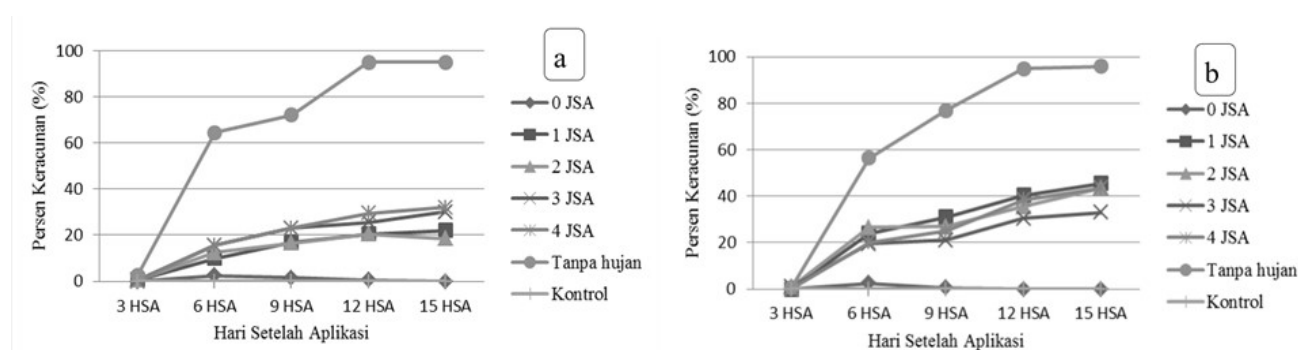 a
Persen Keracunan (%)
100
80
60
40
20
0
3 HSA 6 HSA 9 HSA 12 HSA 15 HSA
Hari Setelah Aplikasi
0 JSA
1 JSA
2 JSA
3 JSA
4 JSA
Tanpa hujan
Kontrol
b
Persen Keracunan (%)
100
80
60
40
20
0
3 HSA 6 HSA 9 HSA 12 HSA 15 HSA
Hari Setelah Aplikasi
0 JSA
1 JSA
2 JSA
3 JSA
4 JSA
Tanpa hujan
Kontrol